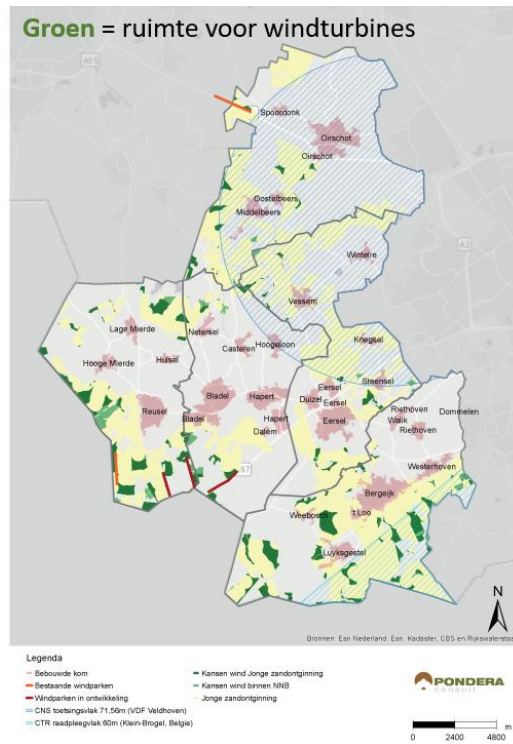 Groen = ruimte voor windturbines
A65
Spoordonk
Oirschot
Oirschot
Oostelbeers
Middelbeers
A2
Wintelre
Vessem
Lage Mierde
Netersel
Casteren
Hoogeloon
Knegsel
Hooge Mierde
Hulsel
Steensel
Bladel
Hapert
Eersel
Duizel
Eersel
Riethoven
Dommelen
Reusel
Bladel
Hapert
Eersel
Walik
Riethoven
Dalem
Westerhoven
Bergeijk
Weebosch
't Loo
Luyksgestel
N
Bronnen: Esri Nederland, Esri, Kadaster, CBS en Rijkswaterstaa
Legenda
Bebouwde kom
Bestaande windparken
Windparken in ontwikkeling
CNS toetsingsvlak 71,56m (VDF Veldhoven)
CTR raadpleegvlak 60m (Klein-Brogel, Belgie)
Kansen wind Jonge zandontginning
Kansen wind binnen NNB
Jonge zandontginning
PONDERA
consult
m
0 2400 4800